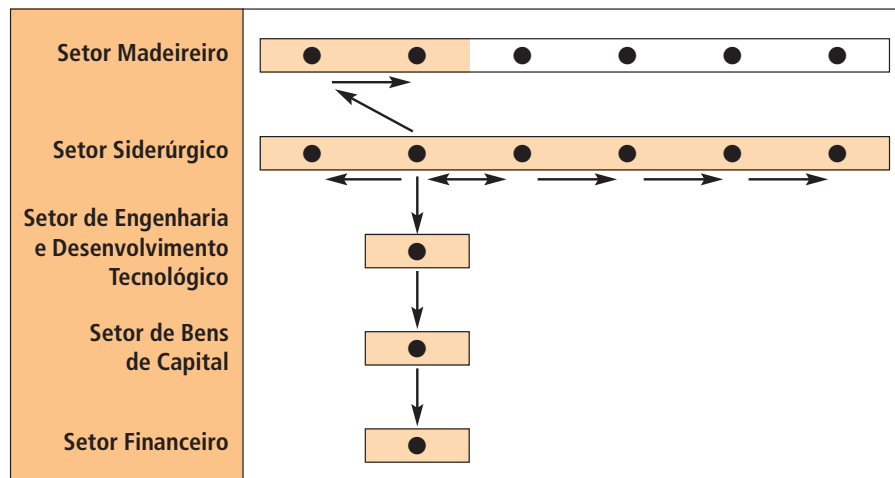 Setor Madeireiro
Setor Siderúrgico
Setor de Engenharia
e Desenvolvimento
Tecnológico
Setor de Bens
de Capital
Setor Financeiro